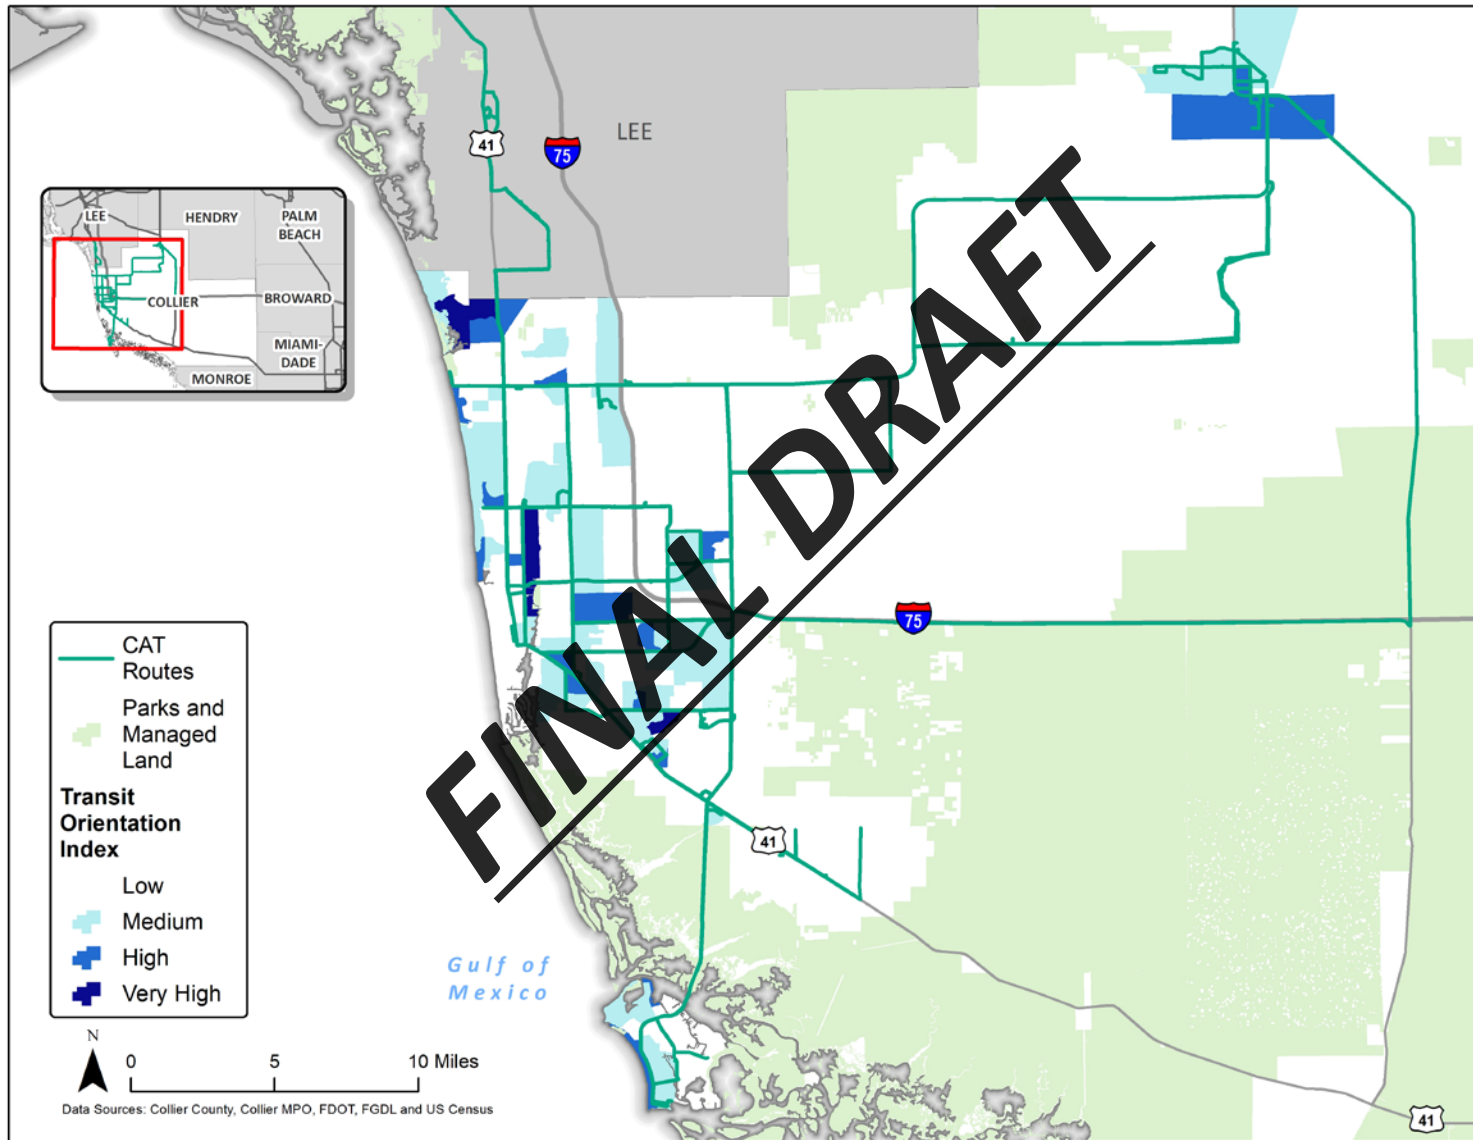 41
75
LEE
LEE
HENDRY
PALM
BEACH
COLLIER
BROWARD
MIAMI-
DADE
MONROE
FINAL DRAFT
75
CAT
Routes
Parks and
Managed
Land
Transit
Orientation
Index
Low
Medium
High
Very High
41
Gulf of
Mexico
N
0 5 10 Miles
Data Sources: Collier County, Collier MPO, FDOT, FGDL and US Census
41